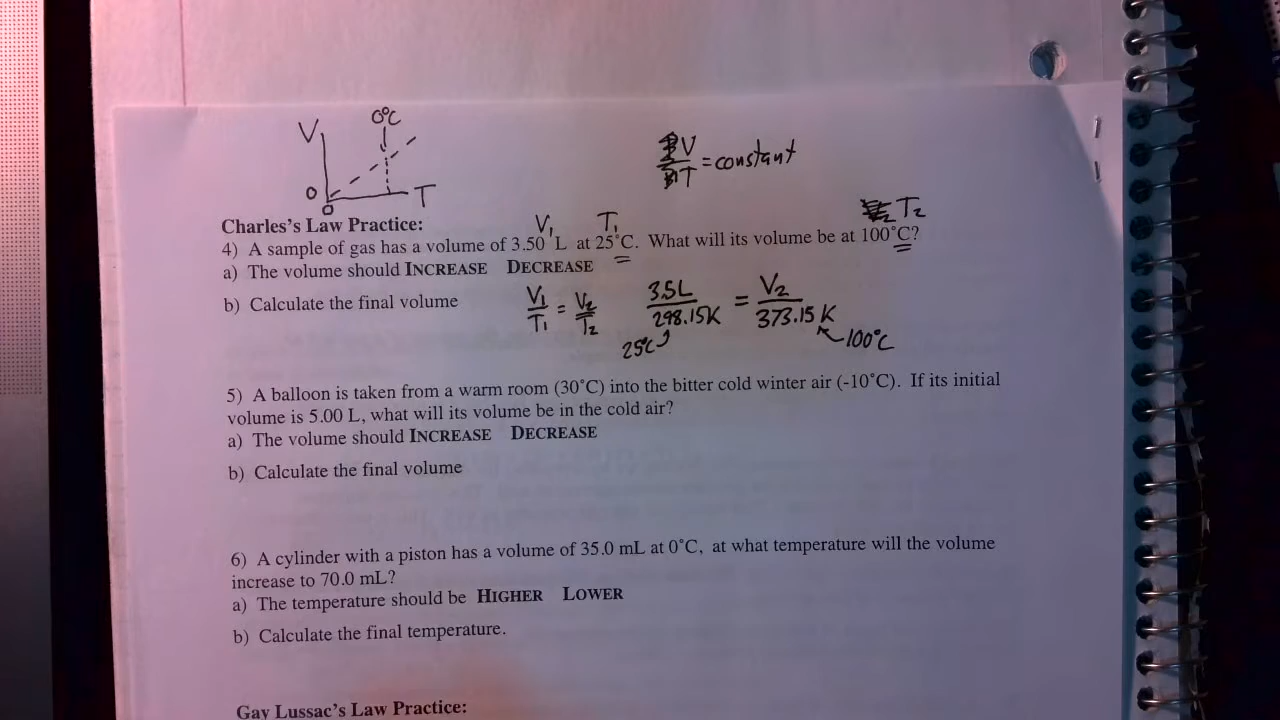 V
0°C
0
0
T
V = constant
T
T₂
Charles's Law Practice:
V₁ T₁
4) A sample of gas has a volume of 3.50 L at 25°C. What will its volume be at 100°C?
a) The volume should INCREASE DECREASE
b) Calculate the final volume
V₁/T₁ = V₂/T₂ 3.5L/298.15K = V₂/373.15K
25°C 100°C
5) A balloon is taken from a warm room (30°C) into the bitter cold winter air (-10°C). If its initial
volume is 5.00 L, what will its volume be in the cold air?
a) The volume should INCREASE DECREASE
b) Calculate the final volume
6) A cylinder with a piston has a volume of 35.0 mL at 0°C, at what temperature will the volume
increase to 70.0 mL?
a) The temperature should be HIGHER LOWER
b) Calculate the final temperature.
Gay Lussac's Law Practice: